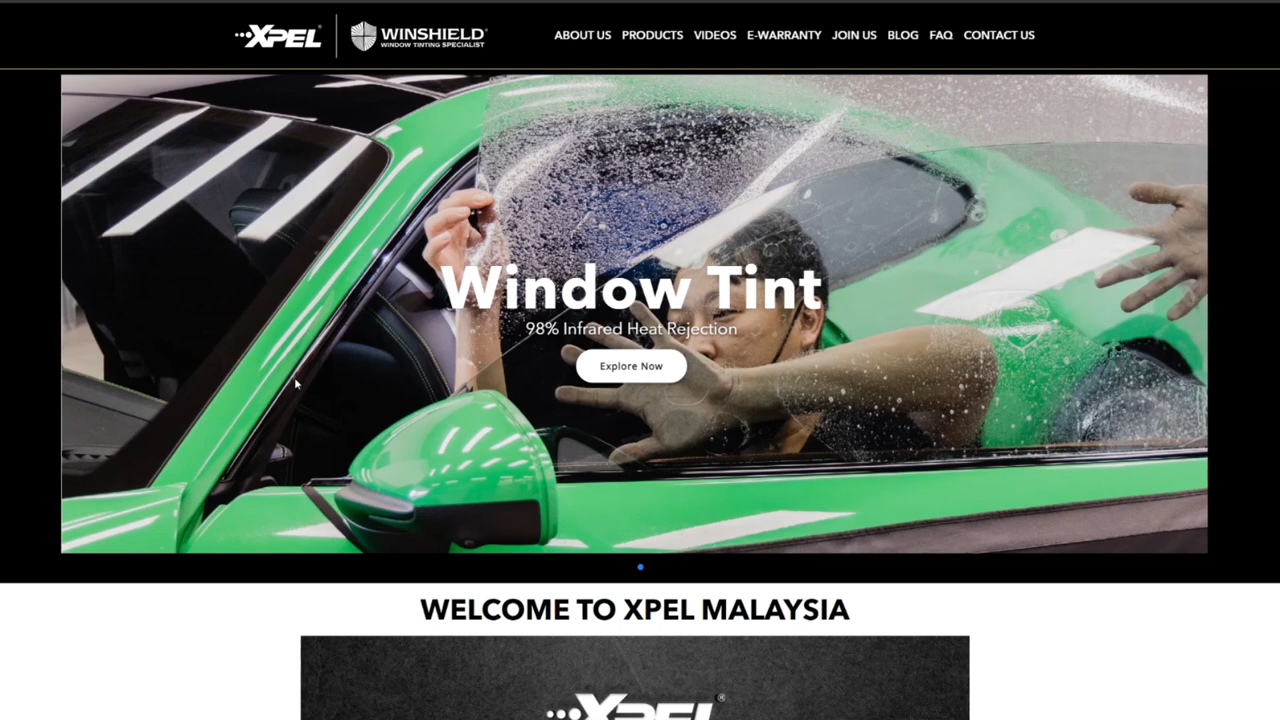 XPEL®
WINSHIELD®
WINDOW TINTING SPECIALIST
ABOUT US PRODUCTS VIDEOS E-WARRANTY JOIN US BLOG FAQ CONTACT US
Window Tint
98% Infrared Heat Rejection
Explore Now
WELCOME TO XPEL MALAYSIA
XPEL®